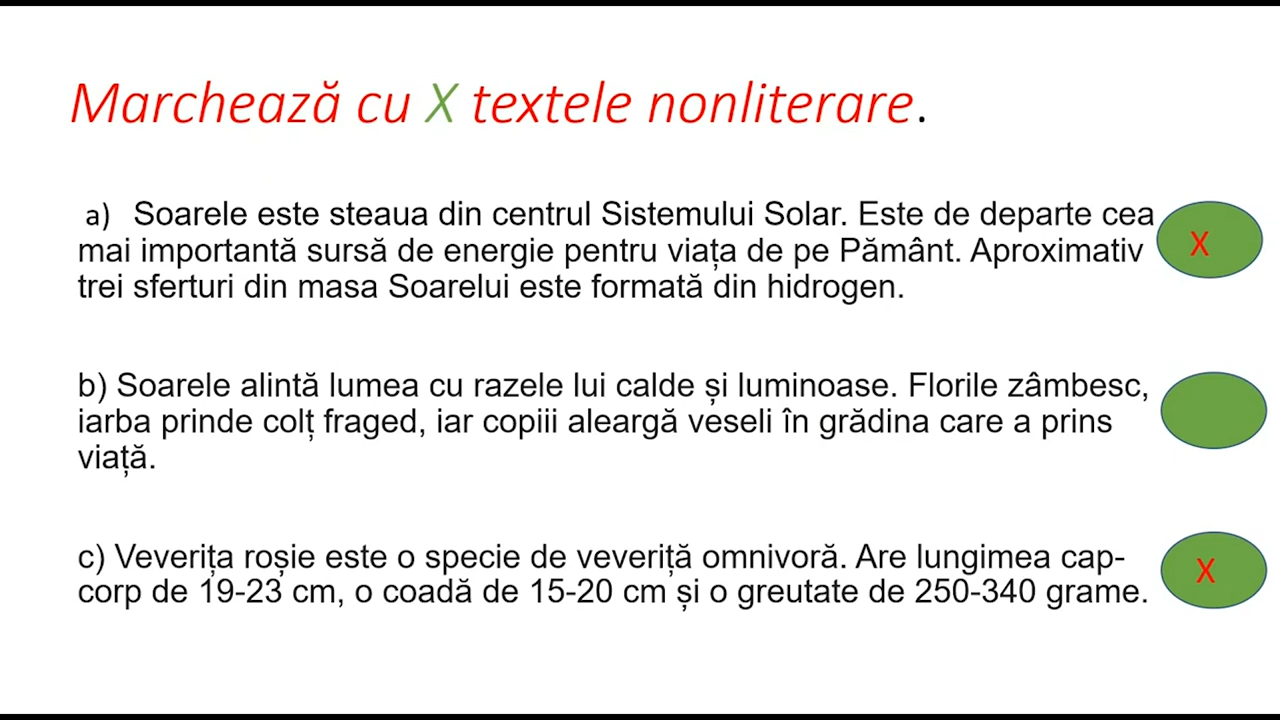 Marchează cu X textele nonliterare.
a) Soarele este steaua din centrul Sistemului Solar. Este de departe cea
mai importantă sursă de energie pentru viața de pe Pământ. Aproximativ
trei sferturi din masa Soarelui este formată din hidrogen.
X
b) Soarele alintă lumea cu razele lui calde și luminoase. Florile zâmbesc,
iarba prinde colț fraged, iar copiii aleargă veseli în grădina care a prins
viață.
c) Veverița roșie este o specie de veveriță omnivoră. Are lungimea cap-
corp de 19-23 cm, o coadă de 15-20 cm și o greutate de 250-340 grame.
X